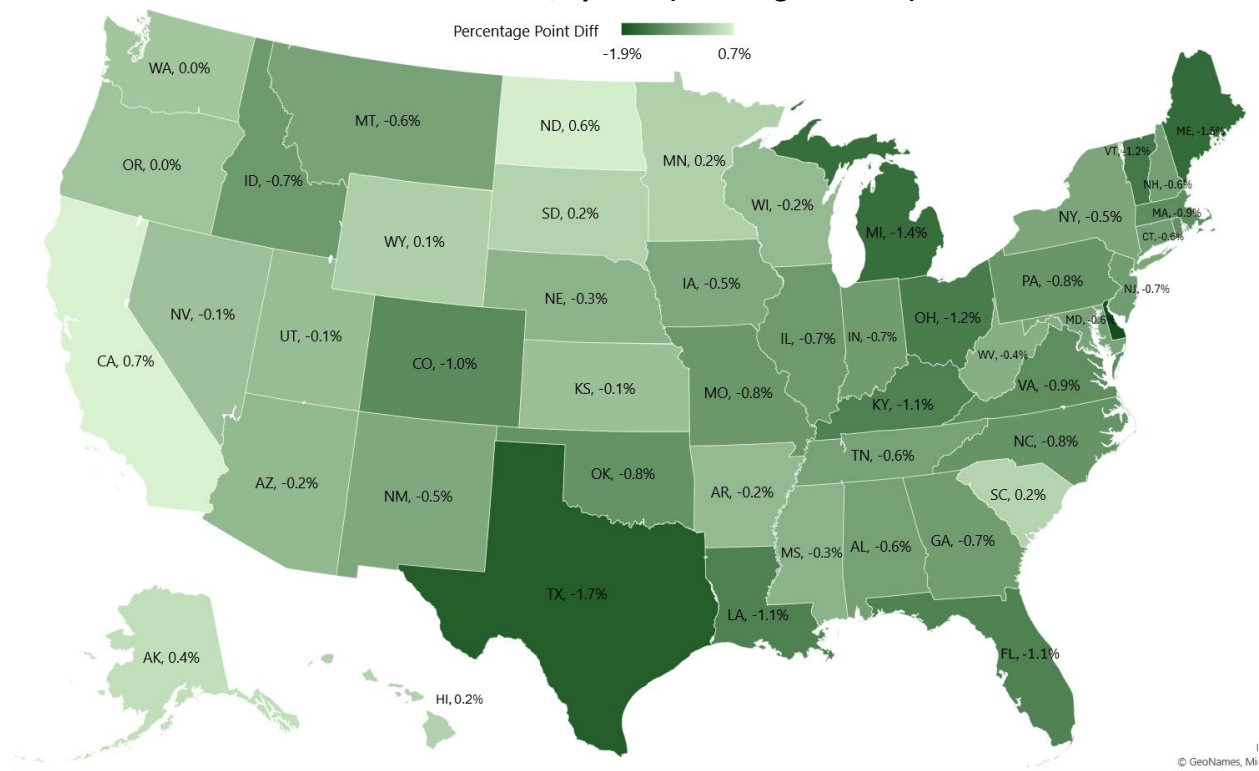 Percentage Point Diff
-1.9% 0.7%
WA, 0.0%
MT, -0.6%
ND, 0.6%
ME, -1.5%
OR, 0.0%
ID, -0.7%
MN, 0.2%
VT, -1.2%
NH, -0.6%
SD, 0.2%
WI, -0.2%
NY, -0.5%
MA, -0.9%
WY, 0.1%
MI, -1.4%
CT, -0.6%
NE, -0.3%
IA, -0.5%
PA, -0.8%
NJ, -0.7%
NV, -0.1%
UT, -0.1%
IL, -0.7%
IN, -0.7%
OH, -1.2%
MD, -0.6%
CA, 0.7%
CO, -1.0%
WV, -0.4%
KS, -0.1%
MO, -0.8%
KY, -1.1%
VA, -0.9%
AZ, -0.2%
NM, -0.5%
OK, -0.8%
AR, -0.2%
TN, -0.6%
NC, -0.8%
SC, 0.2%
MS, -0.3%
AL, -0.6%
GA, -0.7%
TX, -1.7%
LA, -1.1%
FL, -1.1%
AK, 0.4%
HI, 0.2%
© GeoNames,